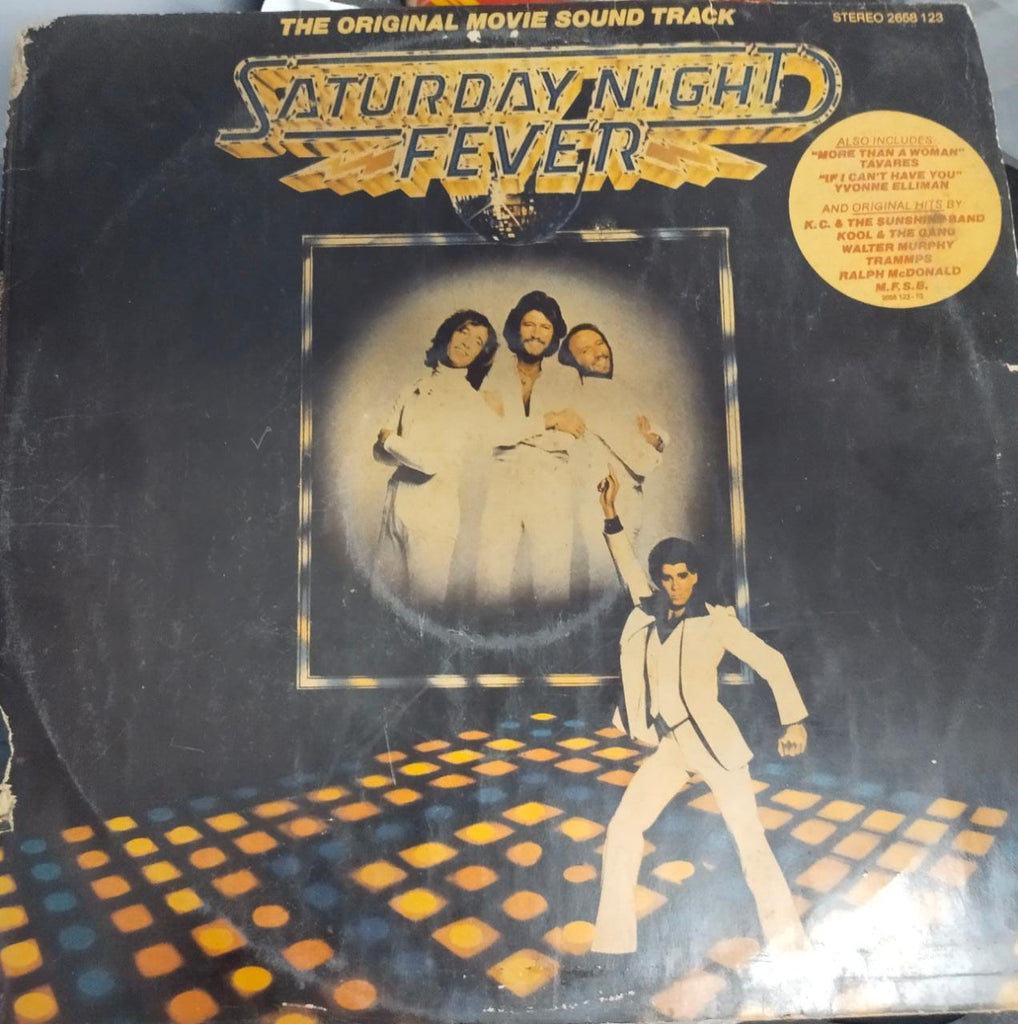 THE ORIGINAL MOVIE SOUND TRACK
STEREO 2658 123
SATURDAY NIGHT
FEVER
ALSO INCLUDES:
"MORE THAN A WOMAN"
TAVARES
"IF I CAN'T HAVE YOU"
YVONNE ELLIMAN
AND ORIGINAL HITS BY
K.C. & THE SUNSHINE BAND
KOOL & THE GANG
WALTER MURPHY
TRAMMPS
RALPH McDONALD
M.F.S.B.